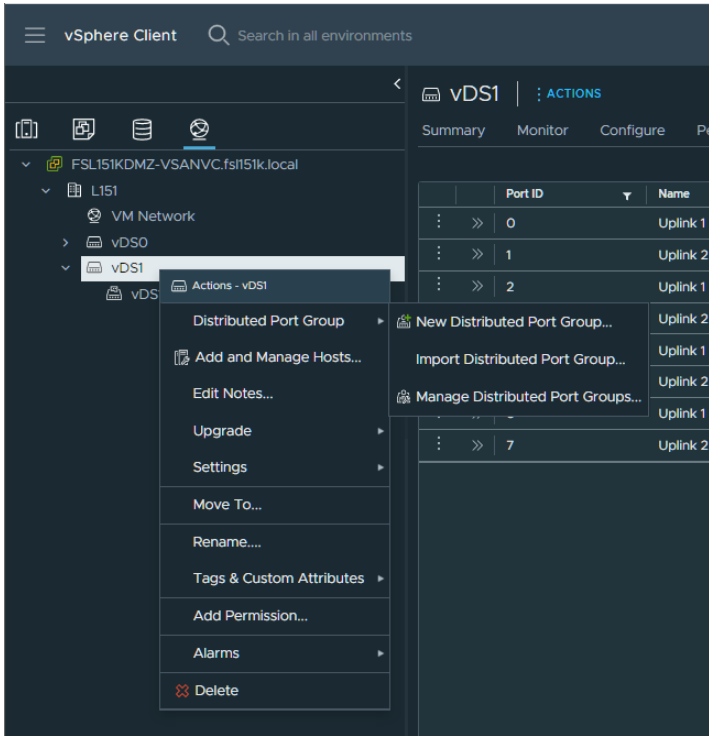 vSphere Client
Search in all environments
vDS1
ACTIONS
Summary Monitor Configure
FSL151KDMZ-VSANVC.fsl151k.local
L151
VM Network
vDS0
vDS1
vDS
Actions - vDS1
Distributed Port Group
Add and Manage Hosts...
Edit Notes...
Upgrade
Settings
Move To...
Rename....
Tags & Custom Attributes
Add Permission...
Alarms
Delete
New Distributed Port Group...
Import Distributed Port Group...
Manage Distributed Port Groups...
Port ID Name
0 Uplink 1
1 Uplink 2
2 Uplink 1
Uplink 2
Uplink 1
Uplink 2
Uplink 1
7 Uplink 2